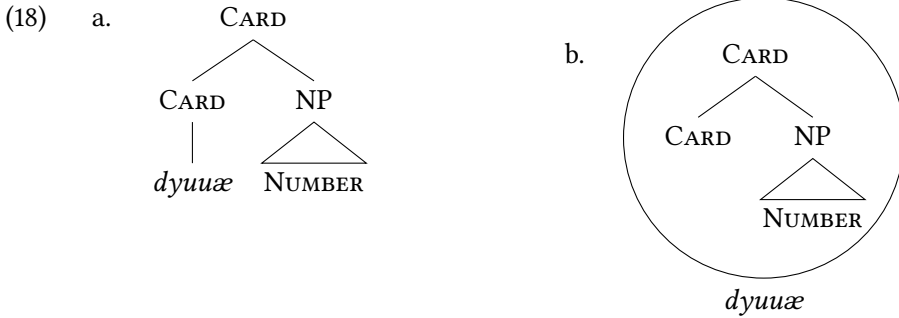 (18) a.
CARD
CARD NP
dyuuæ NUMBER
b.
CARD
CARD NP
NUMBER
dyuuæ